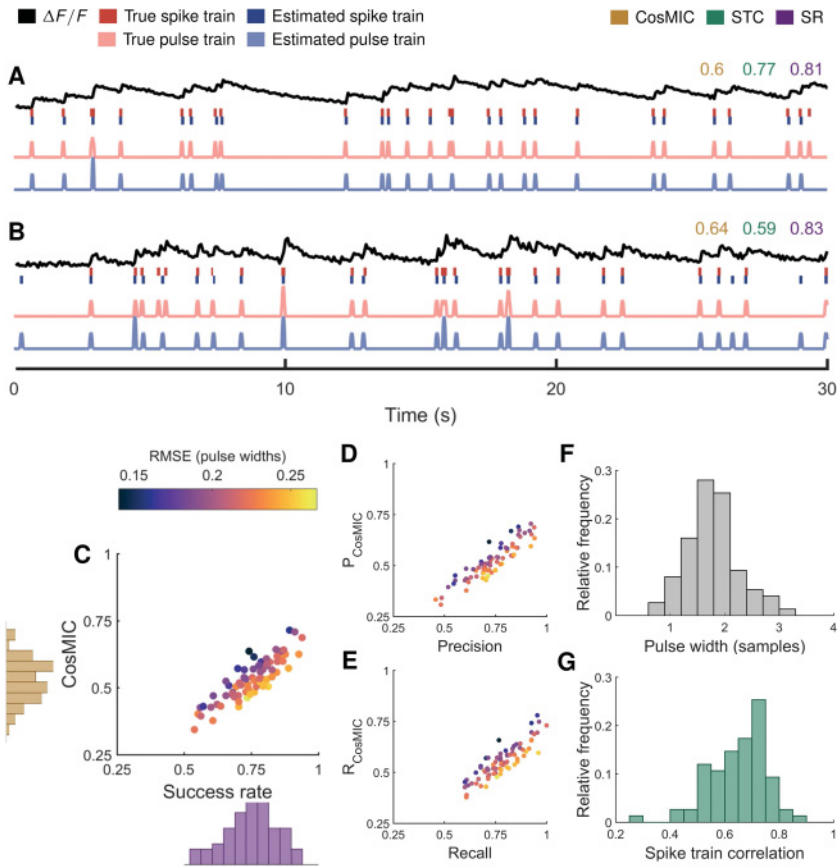 ΔF/F True spike train Estimated spike train CosMIC STC SR
True pulse train Estimated pulse train
A
0.6 0.77 0.81
B
0.64 0.59 0.83
0 10 20 30
Time (s)
RMSE (pulse widths)
0.15 0.2 0.25
C
1
0.75
0.5
0.25
CosMIC
0.25 0.5 0.75 1
Success rate
D
1
0.75
0.5
0.25
P_CosMIC
0.25 0.5 0.75 1
Precision
E
1
0.75
0.5
0.25
R_CosMIC
0.25 0.5 0.75 1
Recall
F
0.3
0.2
0.1
0
Relative frequency
1 2 3 4
Pulse width (samples)
G
0.3
0.2
0.1
0
Relative frequency
0.2 0.4 0.6 0.8 1
Spike train correlation